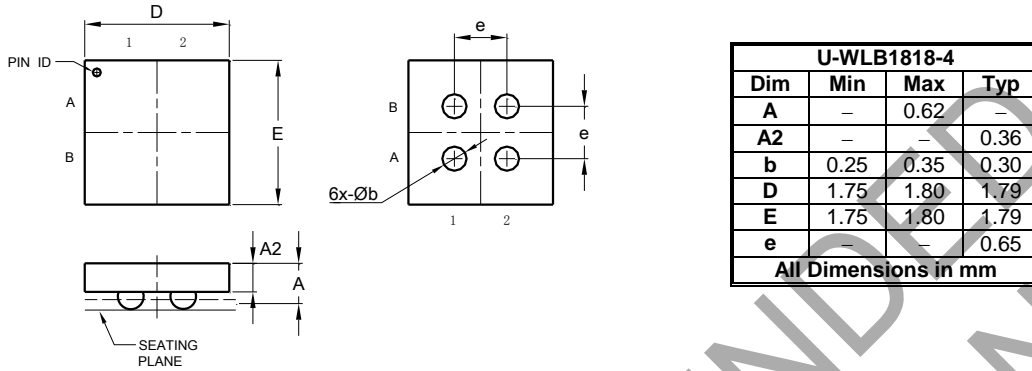 D
1 2
PIN ID
A
B
E
e
B
A
e
6x-Øb
1 2
A2
A
SEATING
PLANE
U-WLB1818-4
Dim Min Max Typ
A – 0.62 –
A2 – – 0.36
b 0.25 0.35 0.30
D 1.75 1.80 1.79
E 1.75 1.80 1.79
e – – 0.65
All Dimensions in mm
NDED